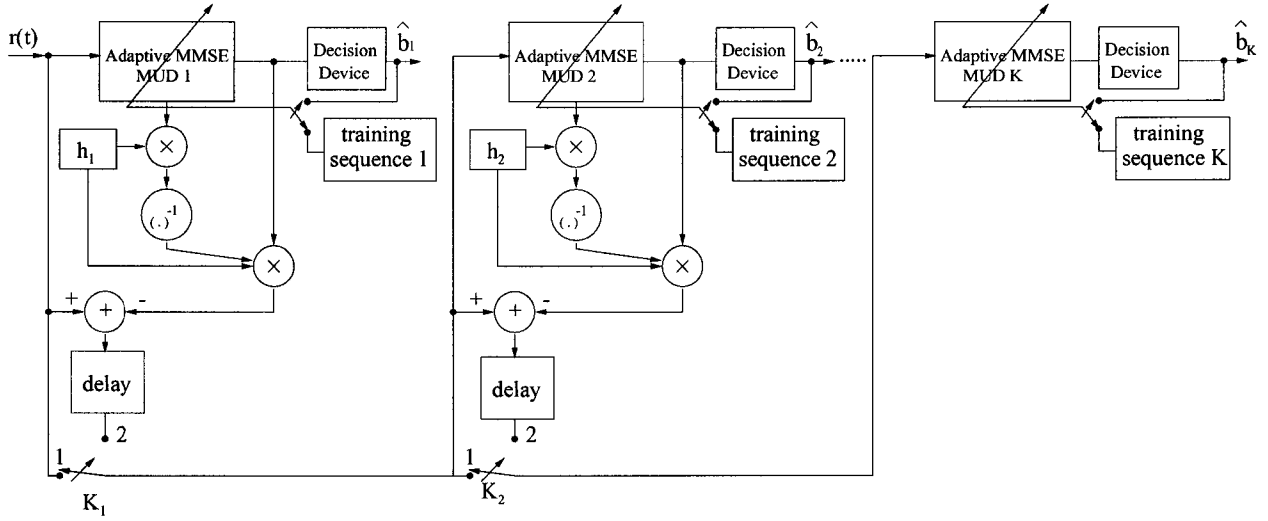 r(t)
Adaptive MMSE
MUD 1
Decision
Device
b̂₁
h₁
×
(.)⁻¹
×
training
sequence 1
+
+
-
delay
2
1
K₁
Adaptive MMSE
MUD 2
Decision
Device
b̂₂
.....
h₂
×
(.)⁻¹
×
training
sequence 2
+
+
-
delay
2
1
K₂
Adaptive MMSE
MUD K
Decision
Device
b̂_K
training
sequence K